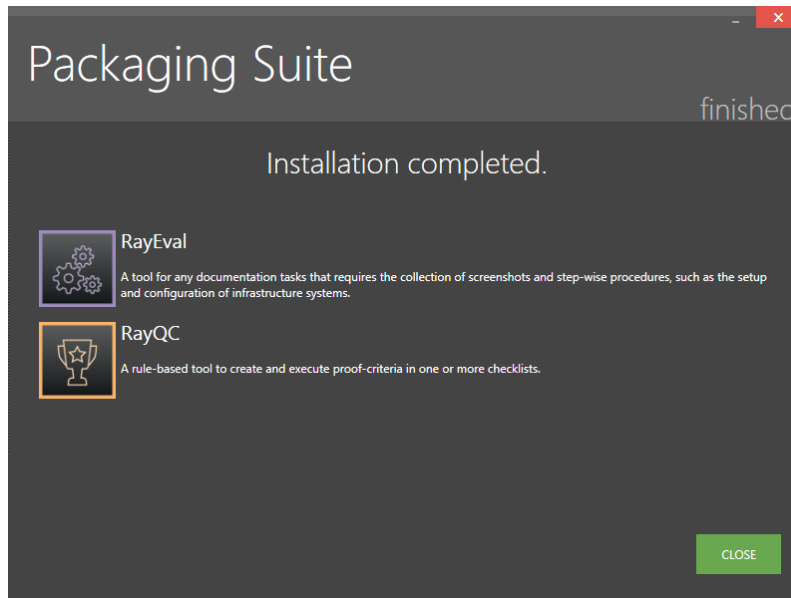 Packaging Suite
finished
Installation completed.
RayEval
A tool for any documentation tasks that requires the collection of screenshots and step-wise procedures, such as the setup
and configuration of infrastructure systems.
RayQC
A rule-based tool to create and execute proof-criteria in one or more checklists.
CLOSE